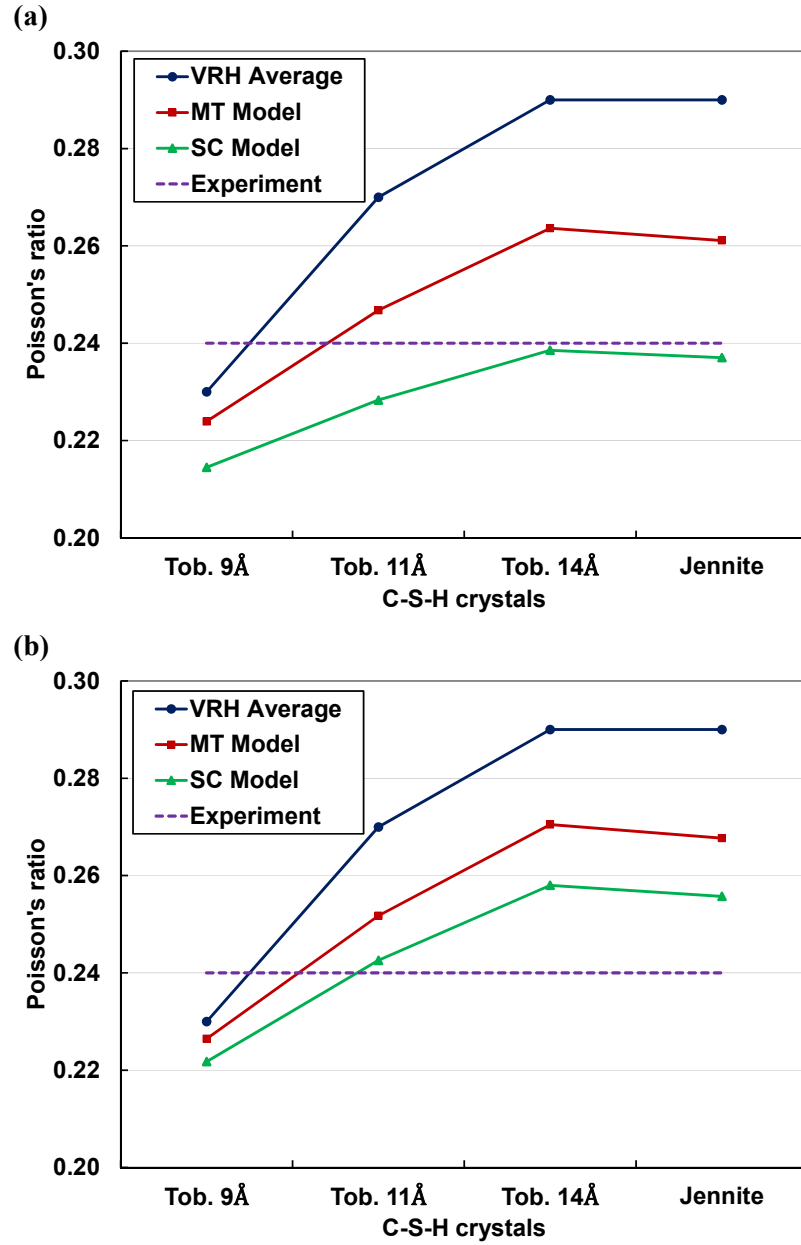 (a)
0.30
VRH Average
MT Model
SC Model
Experiment
0.28
0.26
0.24
0.22
0.20
Poisson's ratio
Tob. 9Å Tob. 11Å Tob. 14Å Jennite
C-S-H crystals
(b)
0.30
VRH Average
MT Model
SC Model
Experiment
0.28
0.26
0.24
0.22
0.20
Poisson's ratio
Tob. 9Å Tob. 11Å Tob. 14Å Jennite
C-S-H crystals